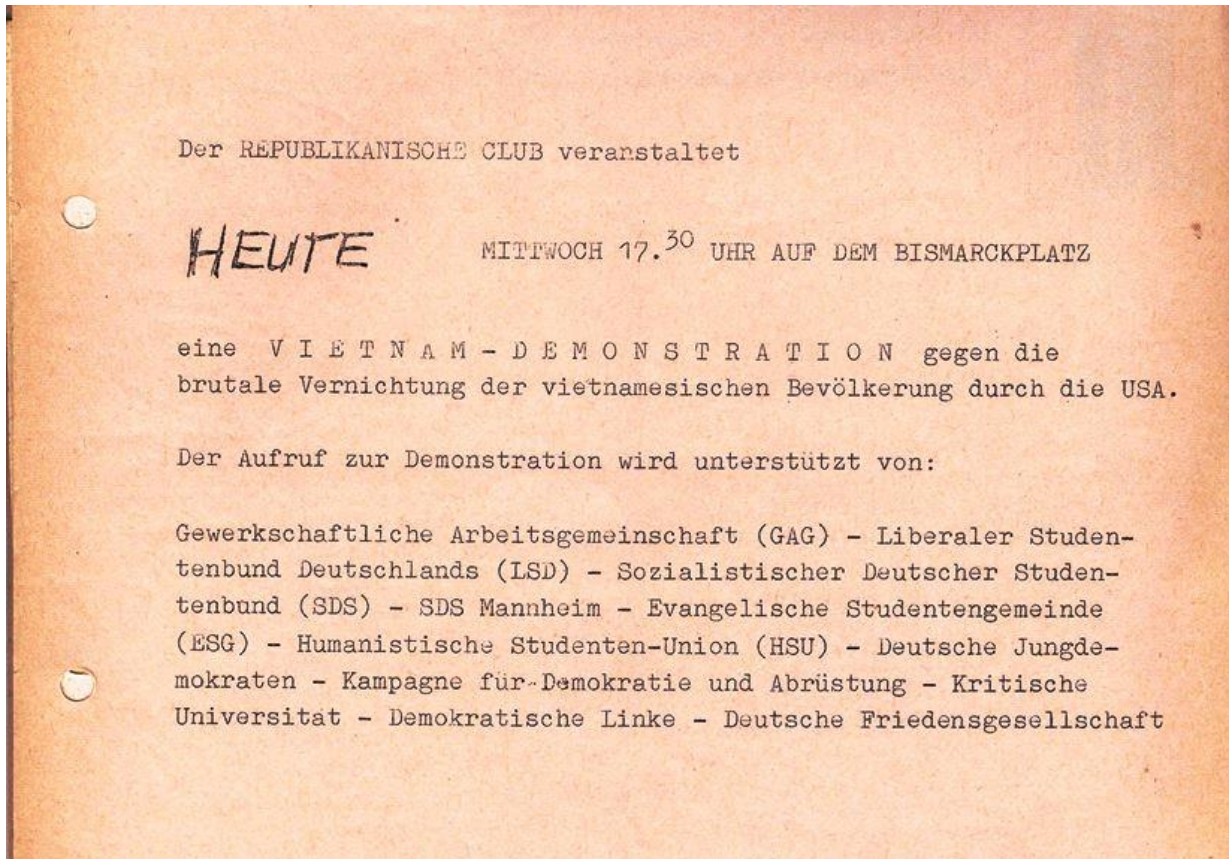 Der REPUBLIKANISCHE CLUB veranstaltet
HEUTE MITTWOCH 17.30 UHR AUF DEM BISMARCKPLATZ
eine V I E T N A M - D E M O N S T R A T I O N gegen die
brutale Vernichtung der vietnamesischen Bevölkerung durch die USA.
Der Aufruf zur Demonstration wird unterstützt von:
Gewerkschaftliche Arbeitsgemeinschaft (GAG) - Liberaler Studen-
tenbund Deutschlands (LSD) - Sozialistischer Deutscher Studen-
tenbund (SDS) - SDS Mannheim - Evangelische Studentengemeinde
(ESG) - Humanistische Studenten-Union (HSU) - Deutsche Jungde-
mokraten - Kampagne für Demokratie und Abrüstung - Kritische
Universität - Demokratische Linke - Deutsche Friedensgesellschaft